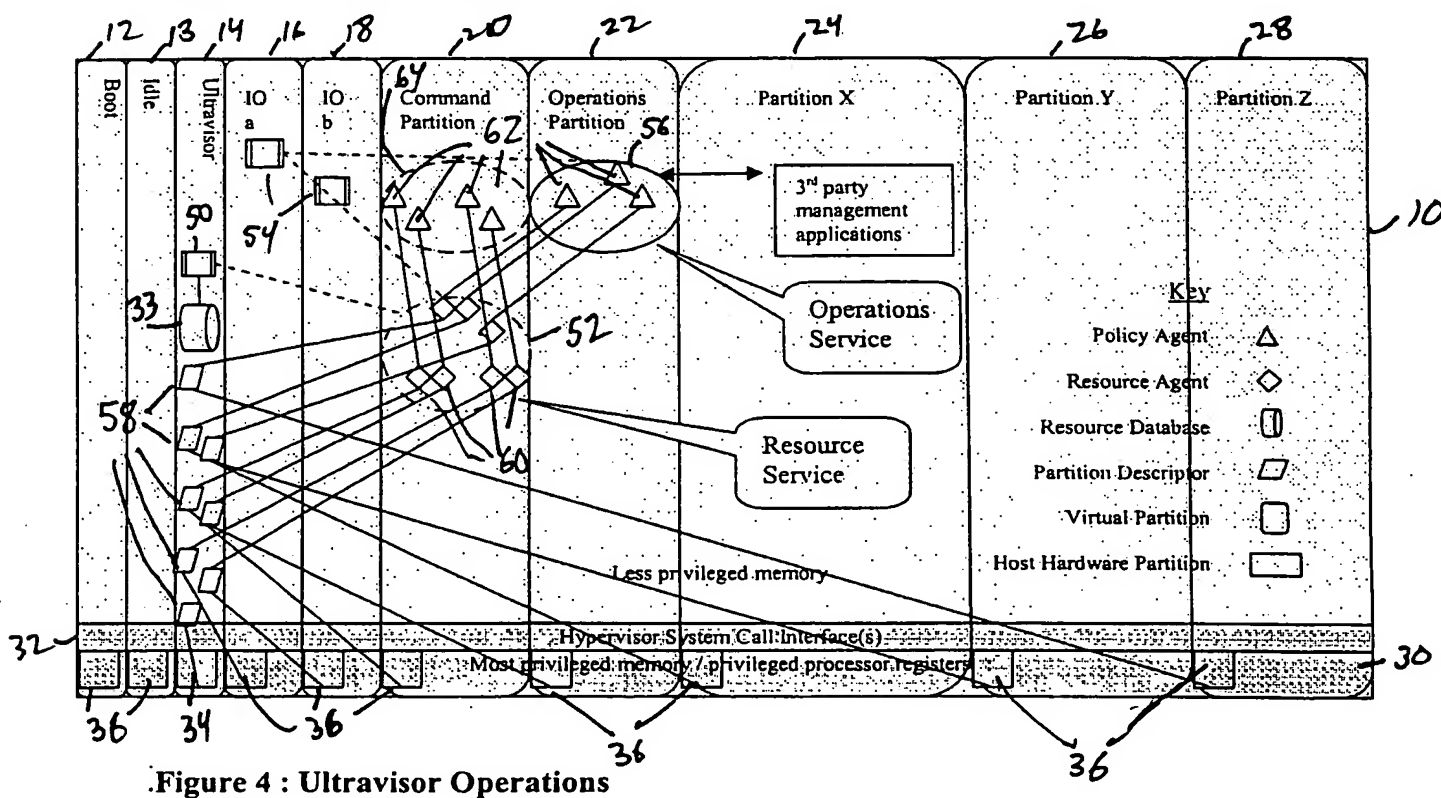 12 13 14 16 18 20 22 24 26 28
Boot
Idle
Ultravisor
IO
a
IO
b
Command
Partition
Operations
Partition
Partition X
Partition Y
Partition Z
64
62
56
10
50
54
33
3rd party
management
applications
52
Operations
Service
58
60
Resource
Service
Key
Policy Agent
Resource Agent
Resource Database
Partition Descriptor
Virtual Partition
Host Hardware Partition
Less privileged memory
32
Hypervisor System Call Interface(s)
Most privileged memory / privileged processor registers
30
36 36 34 36 36 36 36 36
Figure 4 : Ultravisor Operations